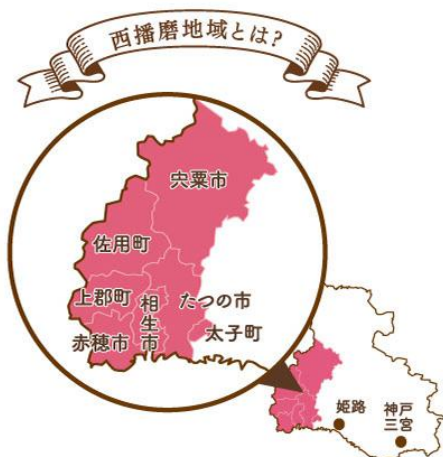 西播磨地域とは?
宍粟市
佐用町
上郡町
相生市
たつの市
赤穂市
太子町
姫路
神戸
三宮